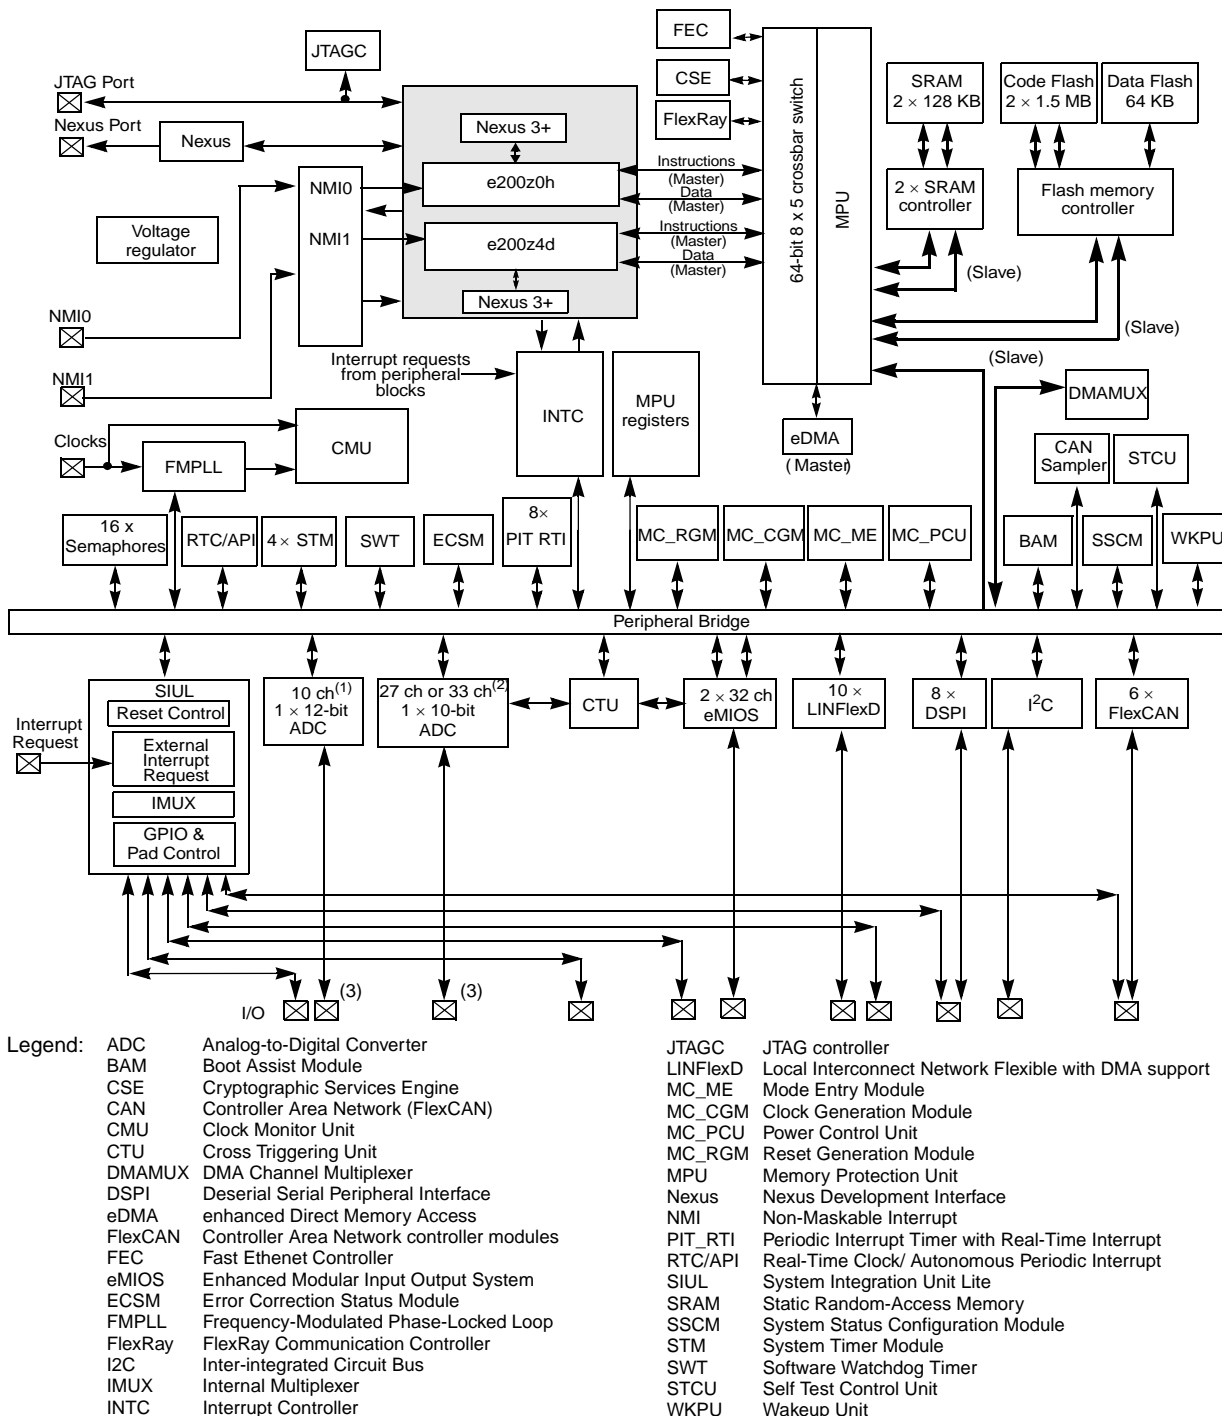 JTAGC
JTAG Port
Nexus Port
Nexus
NMI0
NMI1
Voltage
regulator
NMI0
NMI1
Nexus 3+
e200z0h
e200z4d
Nexus 3+
FEC
CSE
FlexRay
Instructions
(Master)
Data
(Master)
Instructions
(Master)
Data
(Master)
64-bit 8 x 5 crossbar switch
MPU
SRAM
2 × 128 KB
Code Flash
2 × 1.5 MB
Data Flash
64 KB
2 × SRAM
controller
Flash memory
controller
(Slave)
(Slave)
(Slave)
Interrupt requests
from peripheral
blocks
INTC
MPU
registers
eDMA
(Master)
DMAMUX
Clocks
FMPLL
CMU
CAN
Sampler
STCU
16 x
Semaphores
RTC/API
4 × STM
SWT
ECSM
8×
PIT RTI
MC_RGM
MC_CGM
MC_ME
MC_PCU
BAM
SSCM
WKPU
Peripheral Bridge
SIUL
Reset Control
External
Interrupt
Request
IMUX
GPIO &
Pad Control
Interrupt
Request
10 ch(1)
1 × 12-bit
ADC
27 ch or 33 ch(2)
1 × 10-bit
ADC
CTU
2 × 32 ch
eMIOS
10 ×
LINFlexD
8 ×
DSPI
I2C
6 ×
FlexCAN
I/O
(3)
(3)
Legend:
ADC Analog-to-Digital Converter
BAM Boot Assist Module
CSE Cryptographic Services Engine
CAN Controller Area Network (FlexCAN)
CMU Clock Monitor Unit
CTU Cross Triggering Unit
DMAMUX DMA Channel Multiplexer
DSPI Deserial Serial Peripheral Interface
eDMA enhanced Direct Memory Access
FlexCAN Controller Area Network controller modules
FEC Fast Ethenet Controller
eMIOS Enhanced Modular Input Output System
ECSM Error Correction Status Module
FMPLL Frequency-Modulated Phase-Locked Loop
FlexRay FlexRay Communication Controller
I2C Inter-integrated Circuit Bus
IMUX Internal Multiplexer
INTC Interrupt Controller
JTAGC JTAG controller
LINFlexD Local Interconnect Network Flexible with DMA support
MC_ME Mode Entry Module
MC_CGM Clock Generation Module
MC_PCU Power Control Unit
MC_RGM Reset Generation Module
MPU Memory Protection Unit
Nexus Nexus Development Interface
NMI Non-Maskable Interrupt
PIT_RTI Periodic Interrupt Timer with Real-Time Interrupt
RTC/API Real-Time Clock/ Autonomous Periodic Interrupt
SIUL System Integration Unit Lite
SRAM Static Random-Access Memory
SSCM System Status Configuration Module
STM System Timer Module
SWT Software Watchdog Timer
STCU Self Test Control Unit
WKPU Wakeup Unit